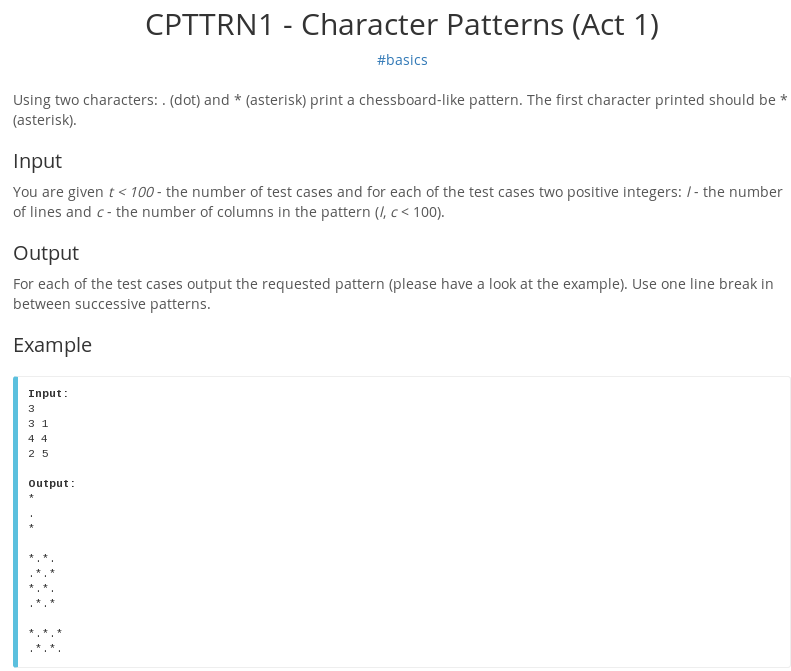 CPTTRN1 - Character Patterns (Act 1)
#basics
Using two characters: . (dot) and * (asterisk) print a chessboard-like pattern. The first character printed should be *
(asterisk).
Input
You are given t < 100 - the number of test cases and for each of the test cases two positive integers: l - the number
of lines and c - the number of columns in the pattern (l, c < 100).
Output
For each of the test cases output the requested pattern (please have a look at the example). Use one line break in
between successive patterns.
Example
Input:
3
3 1
4 4
2 5
Output:
*
.
*
*.*.
.*.*
*.*.
.*.*
*.*.*
.*.*.